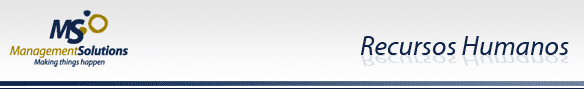 MS
ManagementSolutions
Making things happen
Recursos Humanos